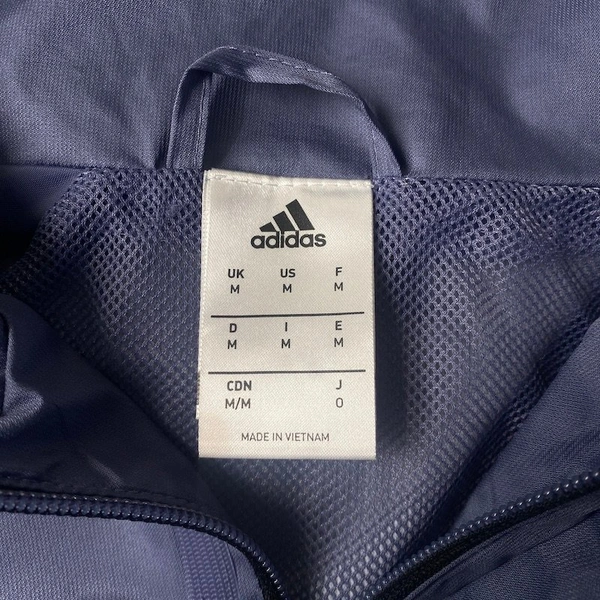 adidas
UK US F
M M M
D I E
M M M
CDN J
M/M O
MADE IN VIETNAM